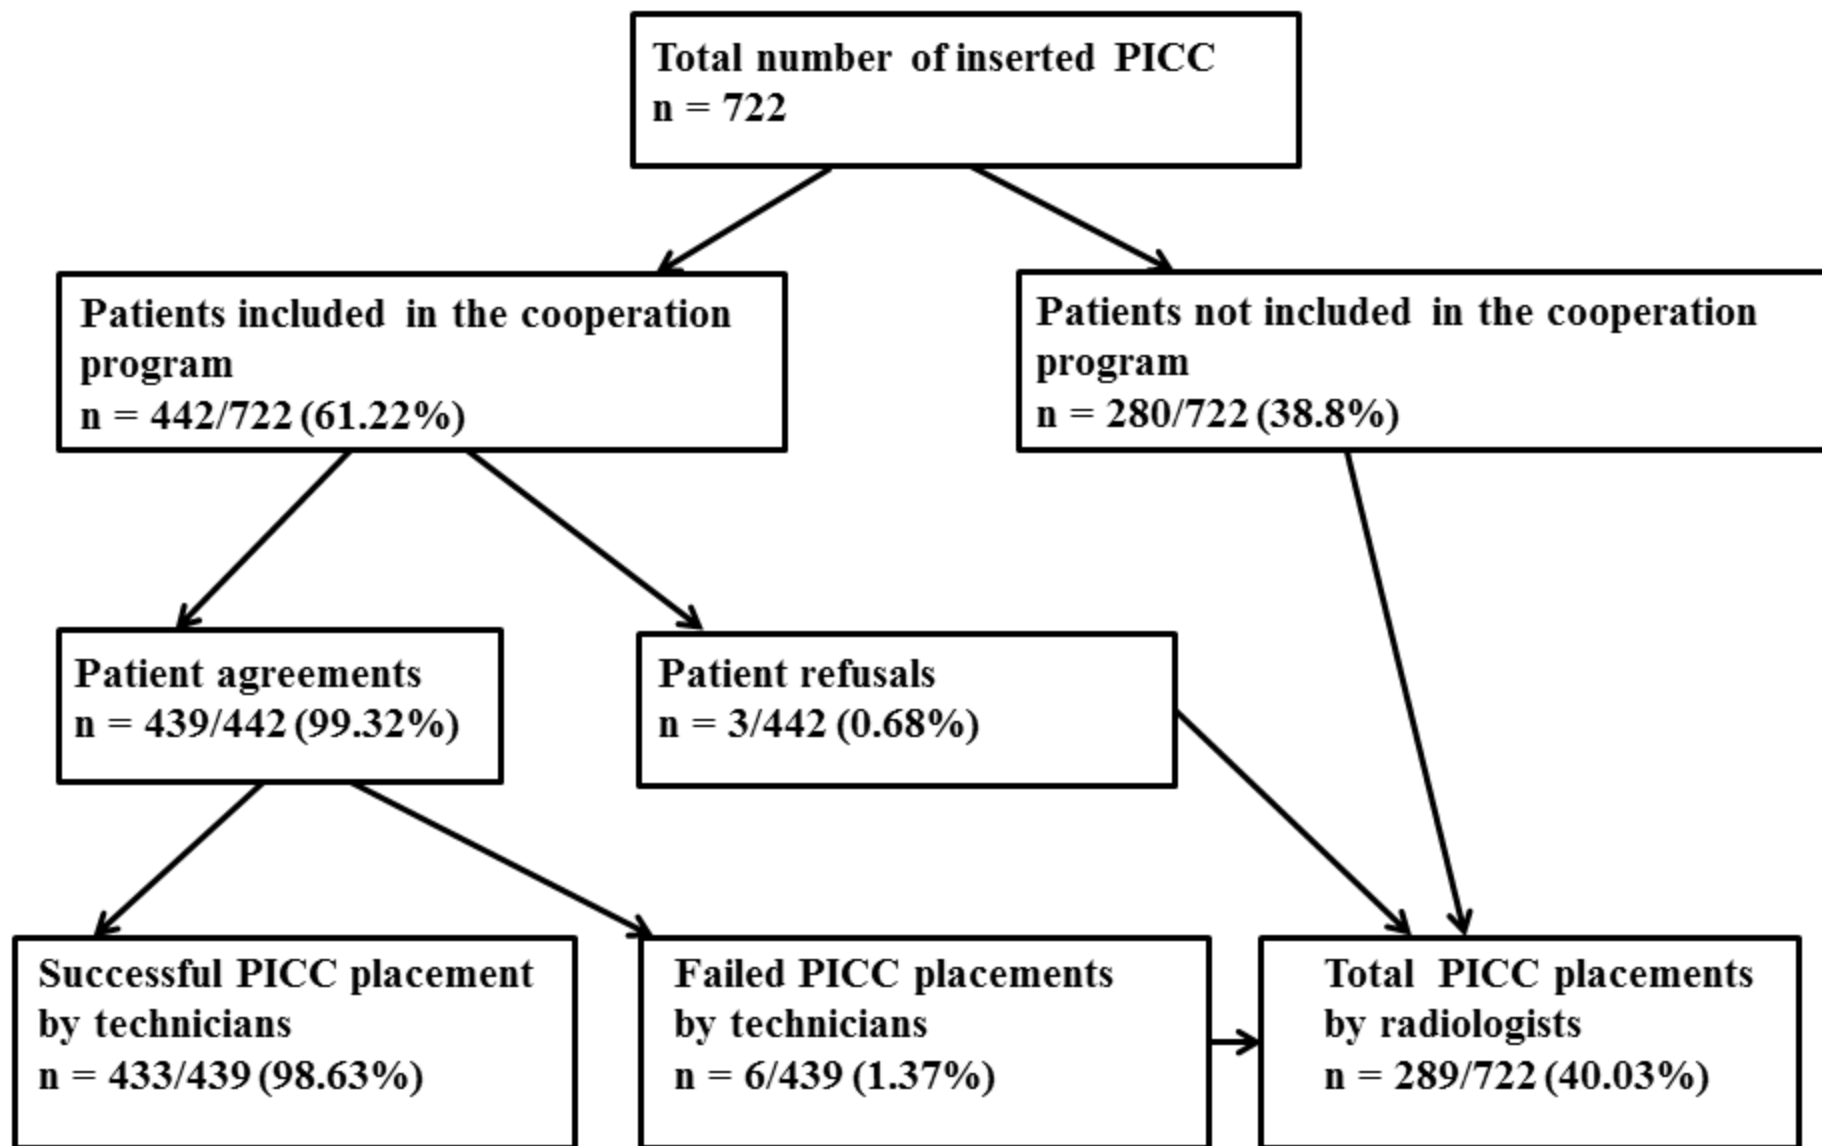 Total number of inserted PICC
n = 722
Patients included in the cooperation
program
n = 442/722 (61.22%)
Patients not included in the cooperation
program
n = 280/722 (38.8%)
Patient agreements
n = 439/442 (99.32%)
Patient refusals
n = 3/442 (0.68%)
Successful PICC placement
by technicians
n = 433/439 (98.63%)
Failed PICC placements
by technicians
n = 6/439 (1.37%)
Total PICC placements
by radiologists
n = 289/722 (40.03%)